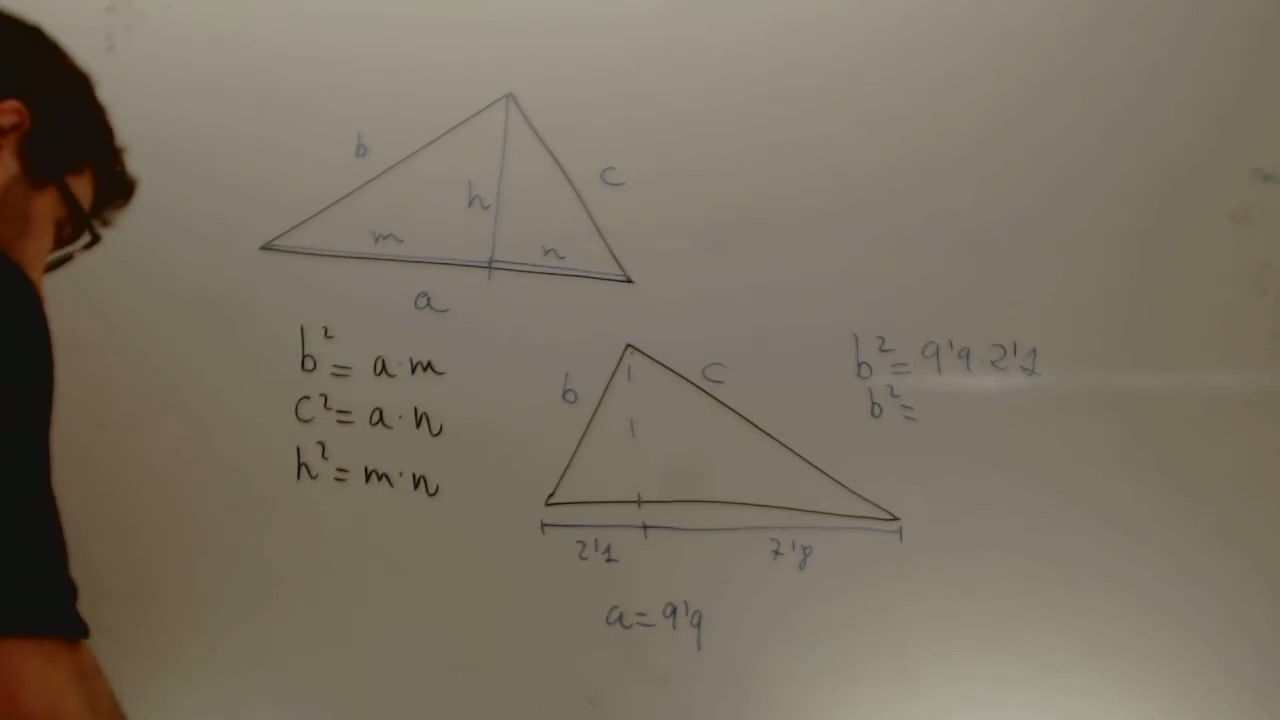 b
c
h
m
n
a
b² = a·m
c² = a·n
h² = m·n
b
c
2'1
7'8
a = 9'9
b² = 9'9·2'1
b² =